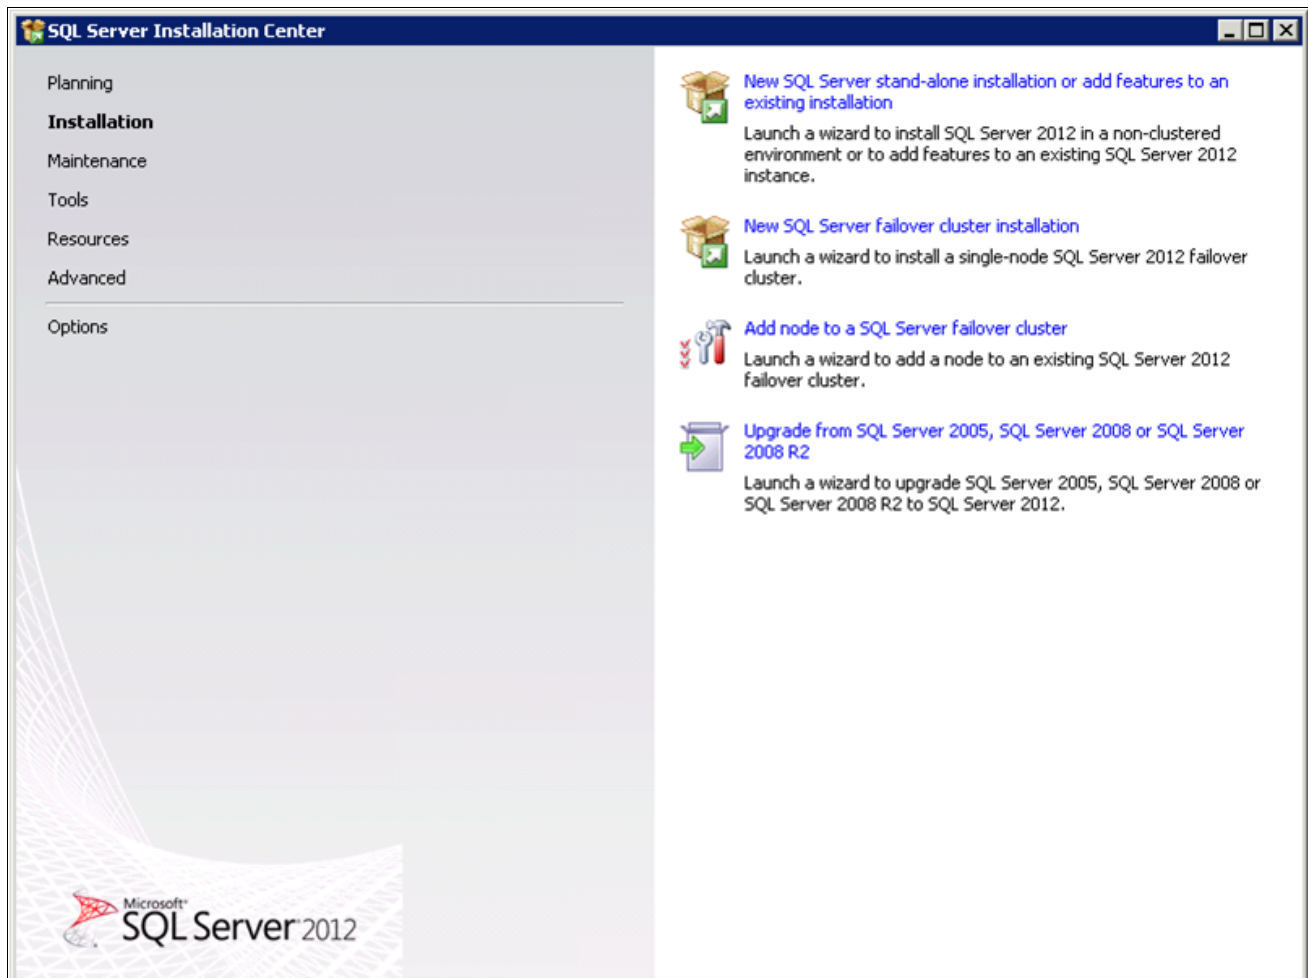 SQL Server Installation Center
Planning
Installation
Maintenance
Tools
Resources
Advanced
Options
New SQL Server stand-alone installation or add features to an
existing installation
Launch a wizard to install SQL Server 2012 in a non-clustered
environment or to add features to an existing SQL Server 2012
instance.
New SQL Server failover cluster installation
Launch a wizard to install a single-node SQL Server 2012 failover
cluster.
Add node to a SQL Server failover cluster
Launch a wizard to add a node to an existing SQL Server 2012
failover cluster.
Upgrade from SQL Server 2005, SQL Server 2008 or SQL Server
2008 R2
Launch a wizard to upgrade SQL Server 2005, SQL Server 2008 or
SQL Server 2008 R2 to SQL Server 2012.
Microsoft®
SQL Server® 2012